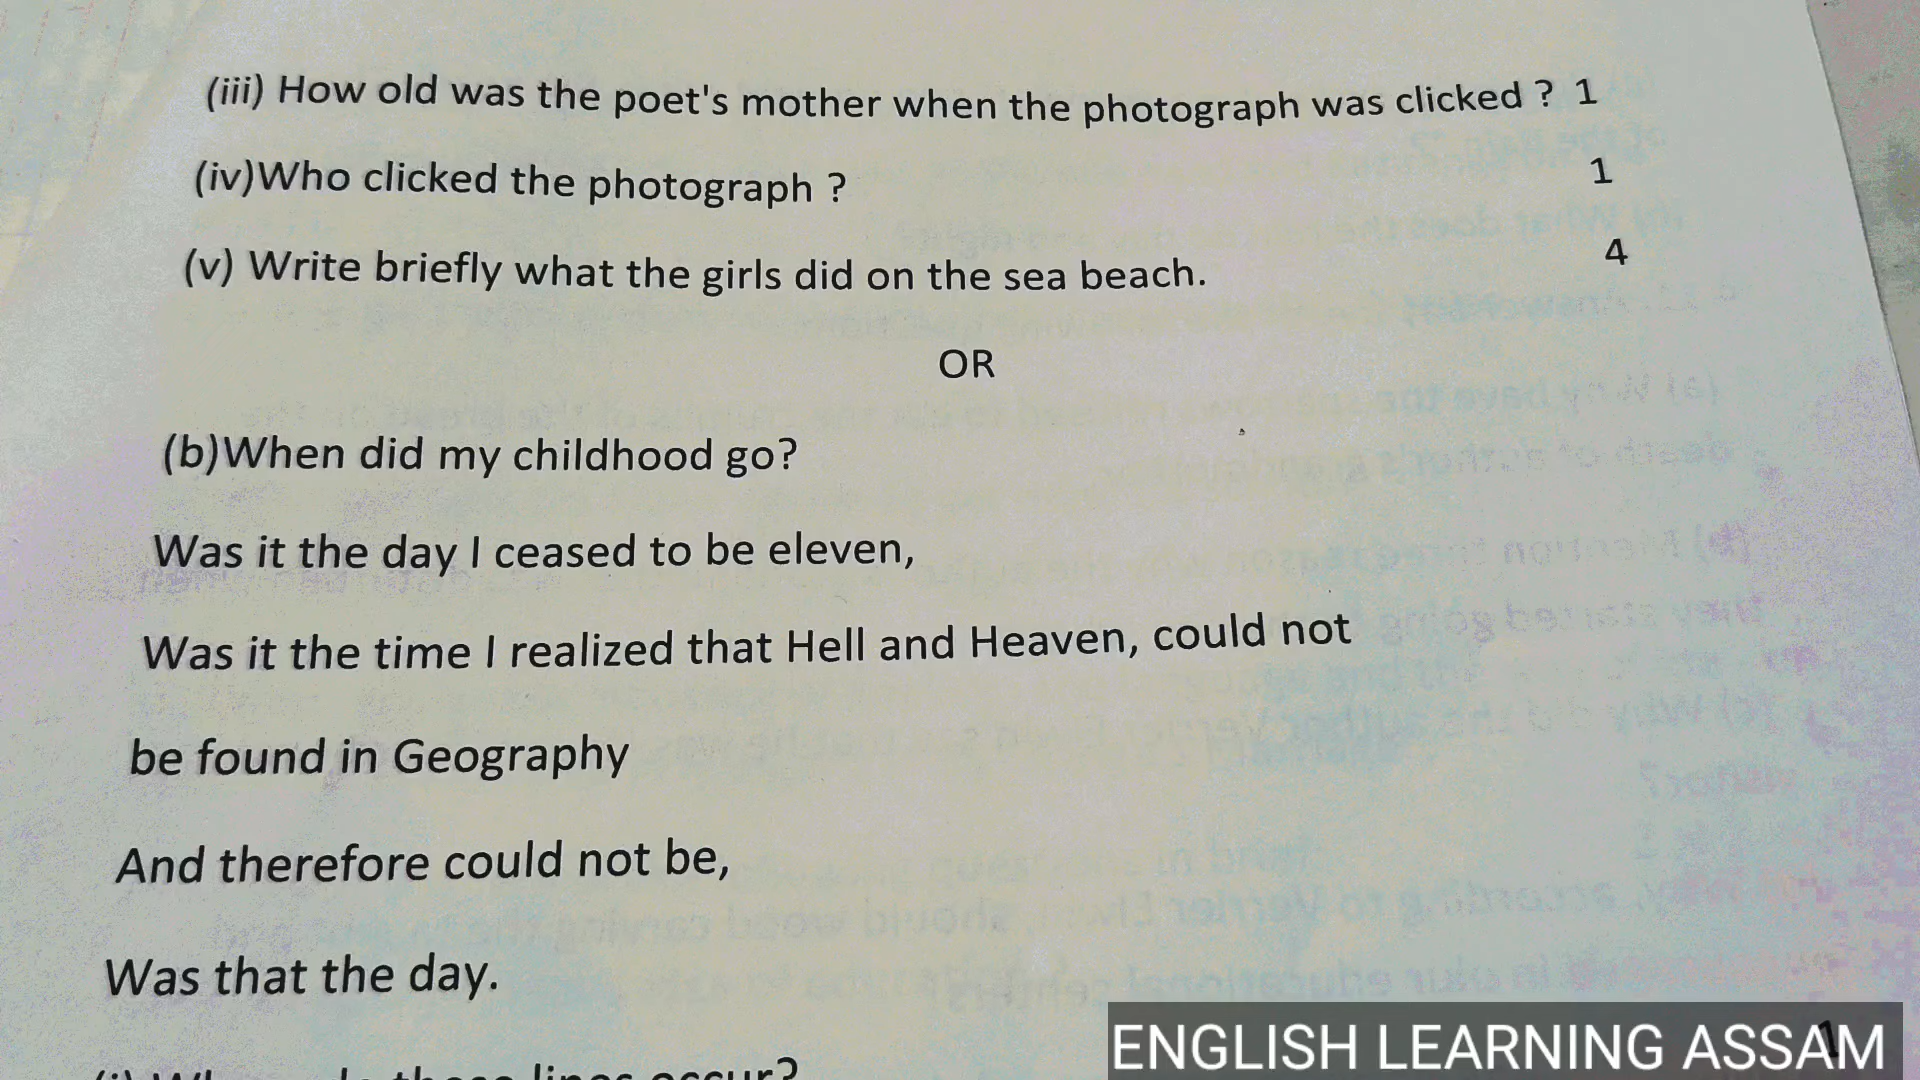 (iii) How old was the poet's mother when the photograph was clicked ? 1
(iv)Who clicked the photograph ? 1
(v) Write briefly what the girls did on the sea beach. 4
OR
(b)When did my childhood go?
Was it the day I ceased to be eleven,
Was it the time I realized that Hell and Heaven, could not
be found in Geography
And therefore could not be,
Was that the day.
lines occur?
ENGLISH LEARNING ASSAM